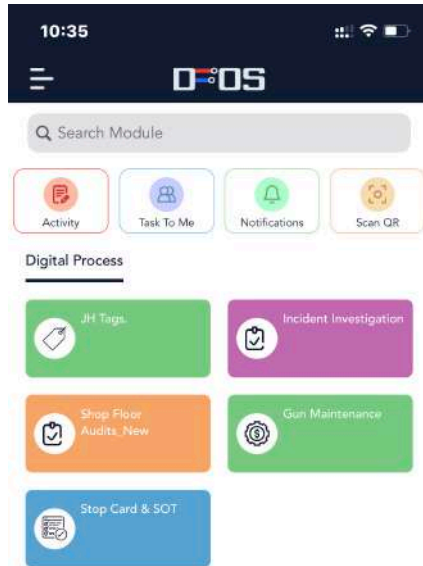 10:35
DFOS
Search Module
Activity
Task To Me
Notifications
Scan QR
Digital Process
JH Tags.
Incident Investigation
Shop Floor
Audits_New
Gun Maintenance
Stop Card & SOT